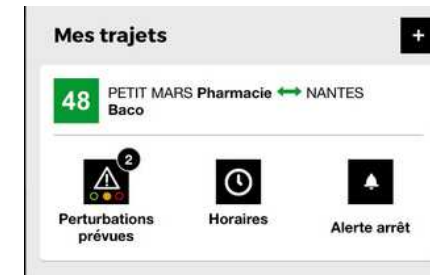 Mes trajets +
48 PETIT MARS Pharmacie ↔ NANTES
Baco
2
Perturbations
prévues
Horaires
Alerte arrêt